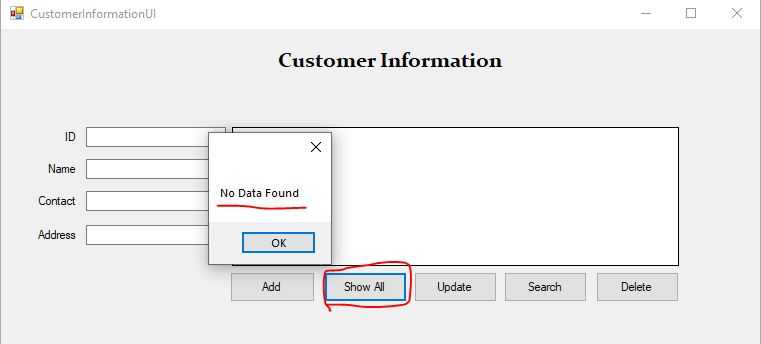 CustomerInformationUI
Customer Information
ID
Name
Contact
Address
No Data Found
OK
Add Show All Update Search Delete